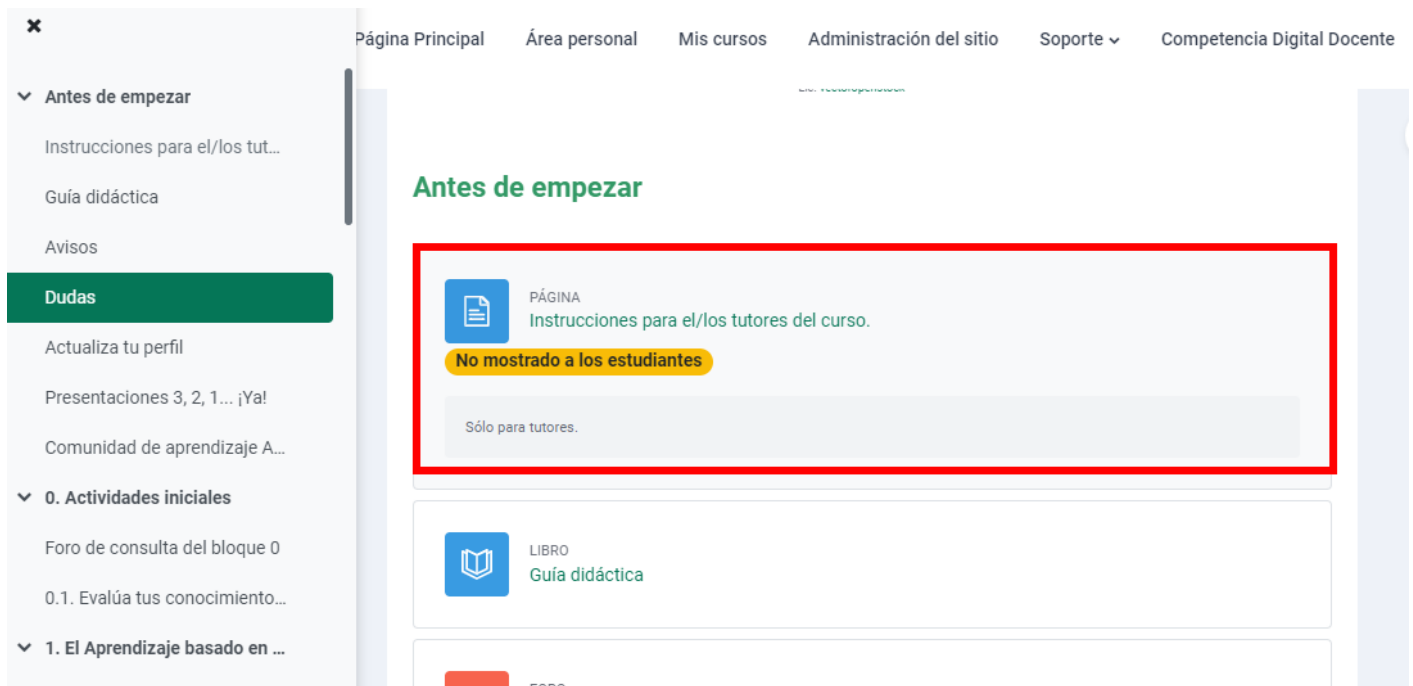 Página Principal
Área personal
Mis cursos
Administración del sitio
Soporte
Competencia Digital Docente
Antes de empezar
Instrucciones para el/los tut...
Guía didáctica
Avisos
Dudas
Actualiza tu perfil
Presentaciones 3, 2, 1... ¡Ya!
Comunidad de aprendizaje A...
0. Actividades iniciales
Foro de consulta del bloque 0
0.1. Evalúa tus conocimiento...
1. El Aprendizaje basado en ...
Antes de empezar
PÁGINA
Instrucciones para el/los tutores del curso.
No mostrado a los estudiantes
Sólo para tutores.
LIBRO
Guía didáctica